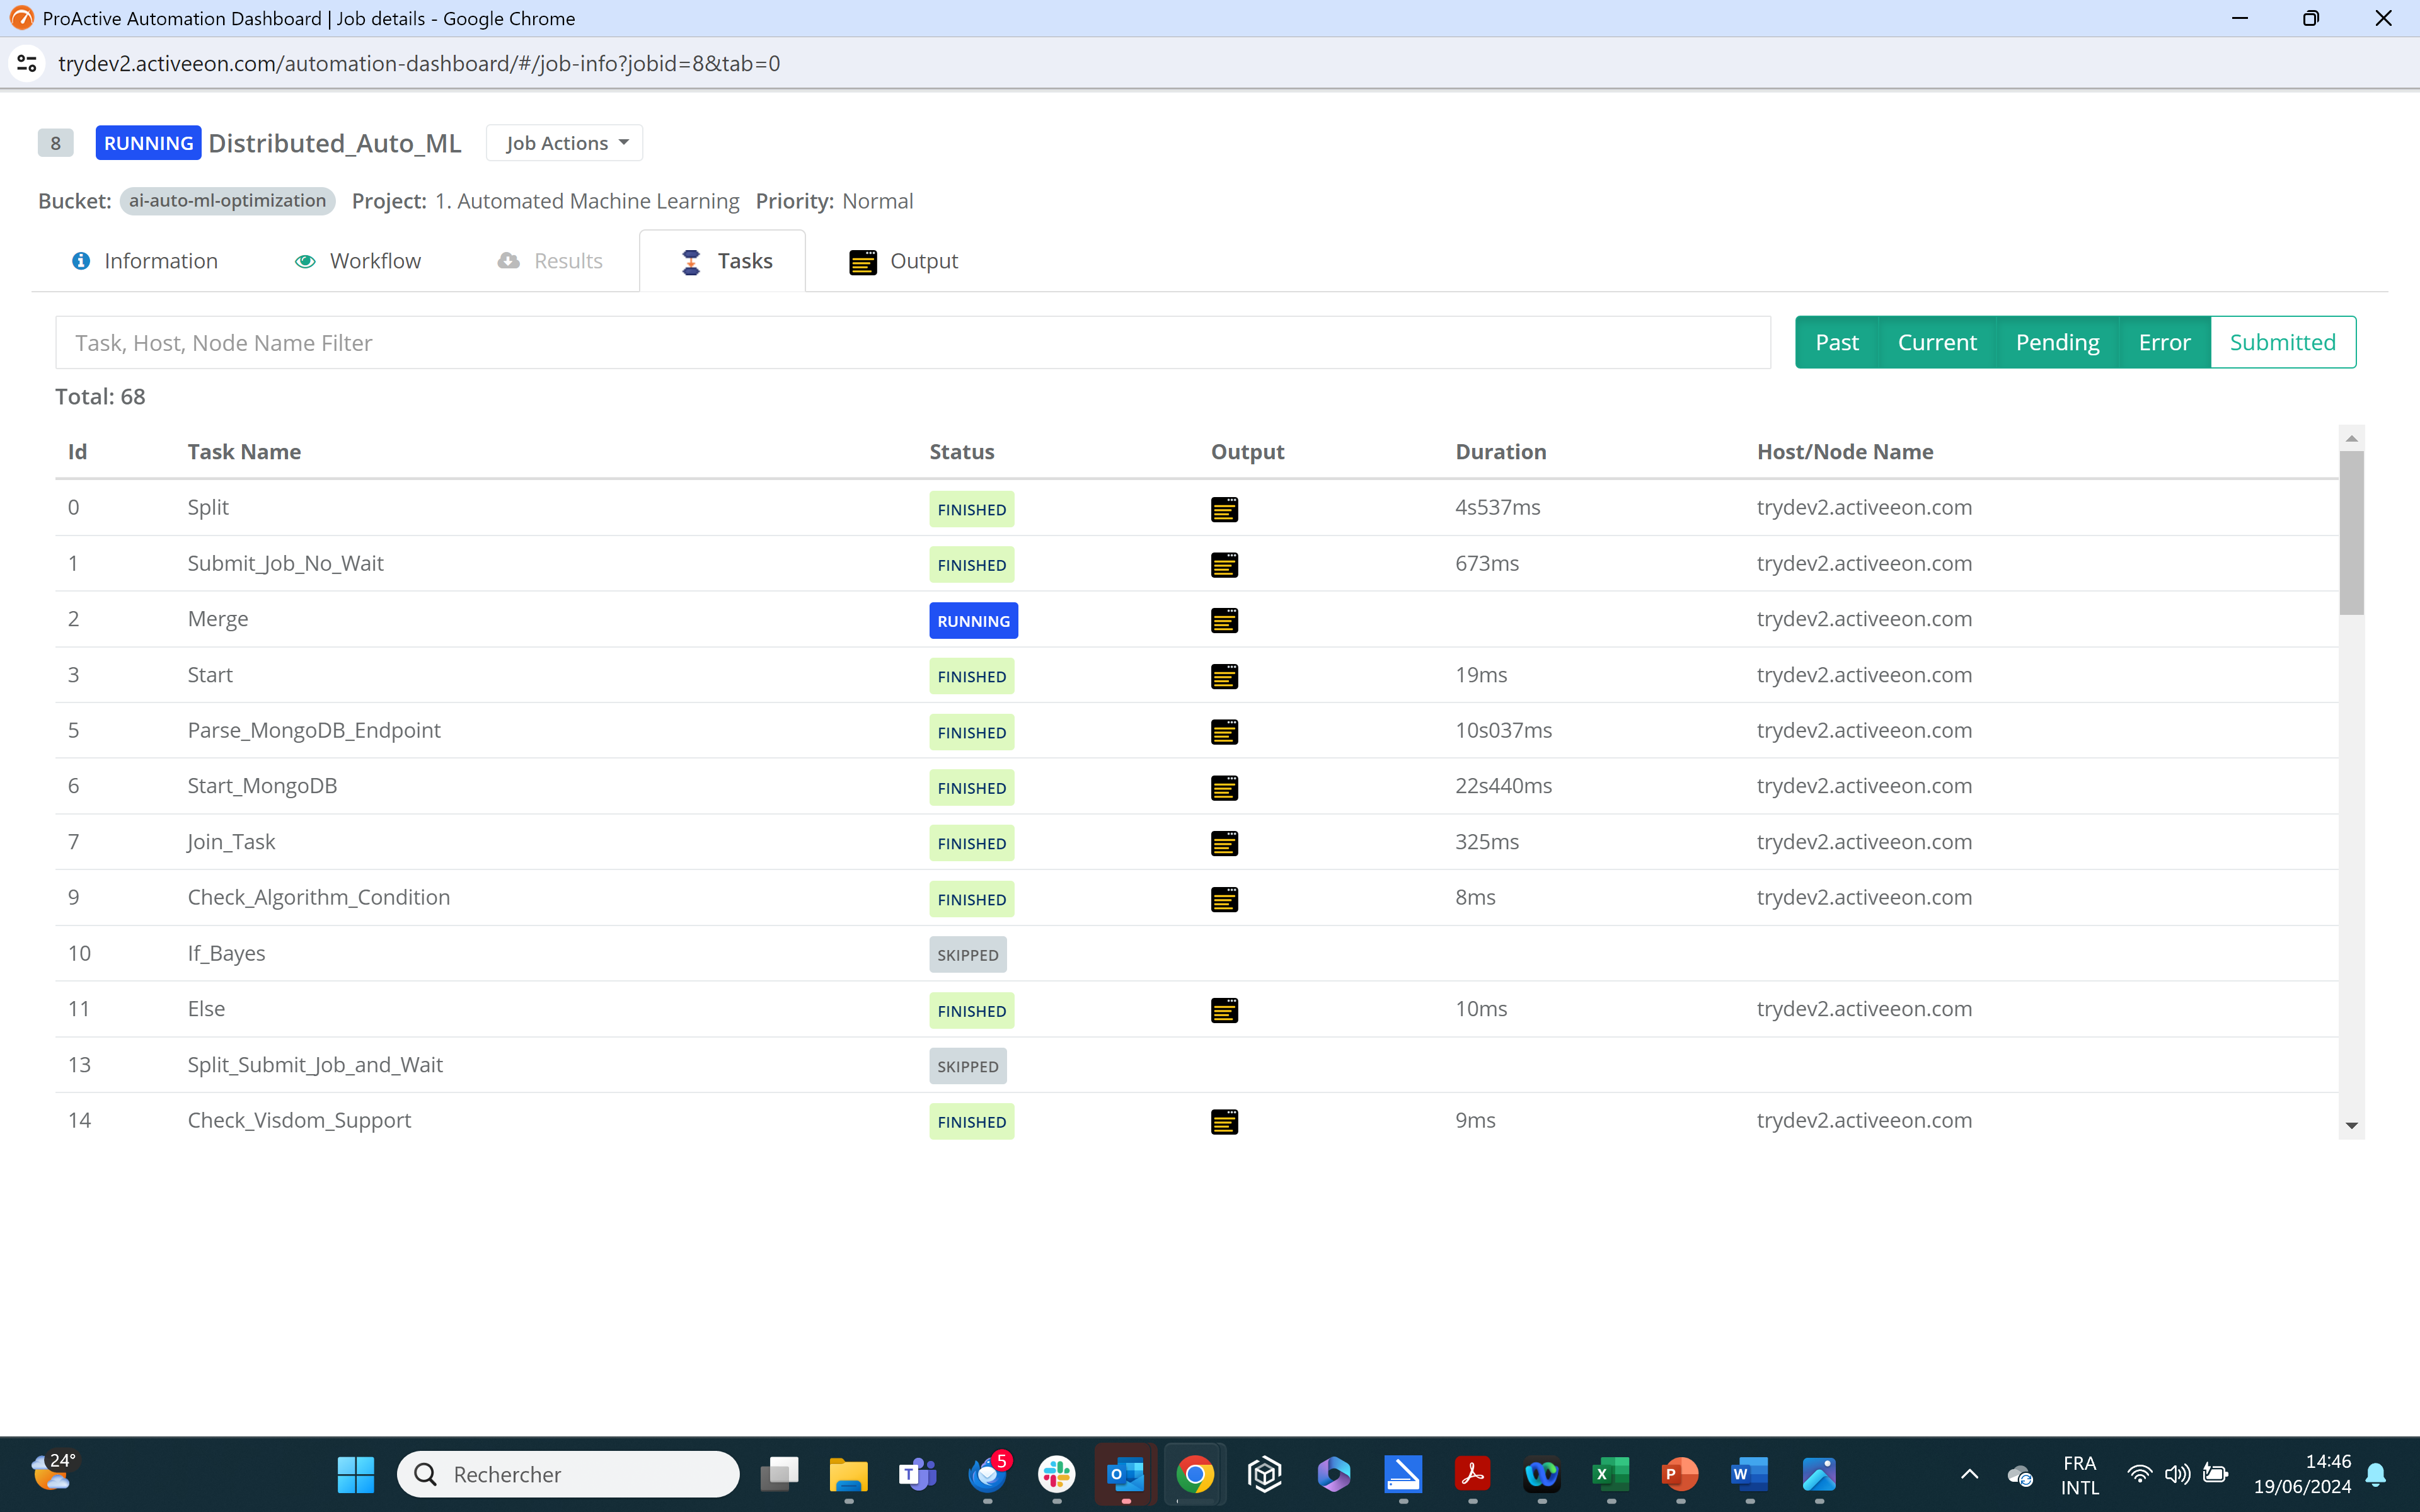 ProActive Automation Dashboard | Job details - Google Chrome
trydev2.activeeon.com/automation-dashboard/#/job-info?jobid=8&tab=0
8 RUNNING Distributed_Auto_ML Job Actions
Bucket: ai-auto-ml-optimization Project: 1. Automated Machine Learning Priority: Normal
Information Workflow Results Tasks Output
Task, Host, Node Name Filter Past Current Pending Error Submitted
Total: 68
Id Task Name Status Output Duration Host/Node Name
0 Split FINISHED 4s537ms trydev2.activeeon.com
1 Submit_Job_No_Wait FINISHED 673ms trydev2.activeeon.com
2 Merge RUNNING trydev2.activeeon.com
3 Start FINISHED 19ms trydev2.activeeon.com
5 Parse_MongoDB_Endpoint FINISHED 10s037ms trydev2.activeeon.com
6 Start_MongoDB FINISHED 22s440ms trydev2.activeeon.com
7 Join_Task FINISHED 325ms trydev2.activeeon.com
9 Check_Algorithm_Condition FINISHED 8ms trydev2.activeeon.com
10 If_Bayes SKIPPED
11 Else FINISHED 10ms trydev2.activeeon.com
13 Split_Submit_Job_and_Wait SKIPPED
14 Check_Visdom_Support FINISHED 9ms trydev2.activeeon.com
24° Rechercher 5 FRA 14:46
INTL 19/06/2024